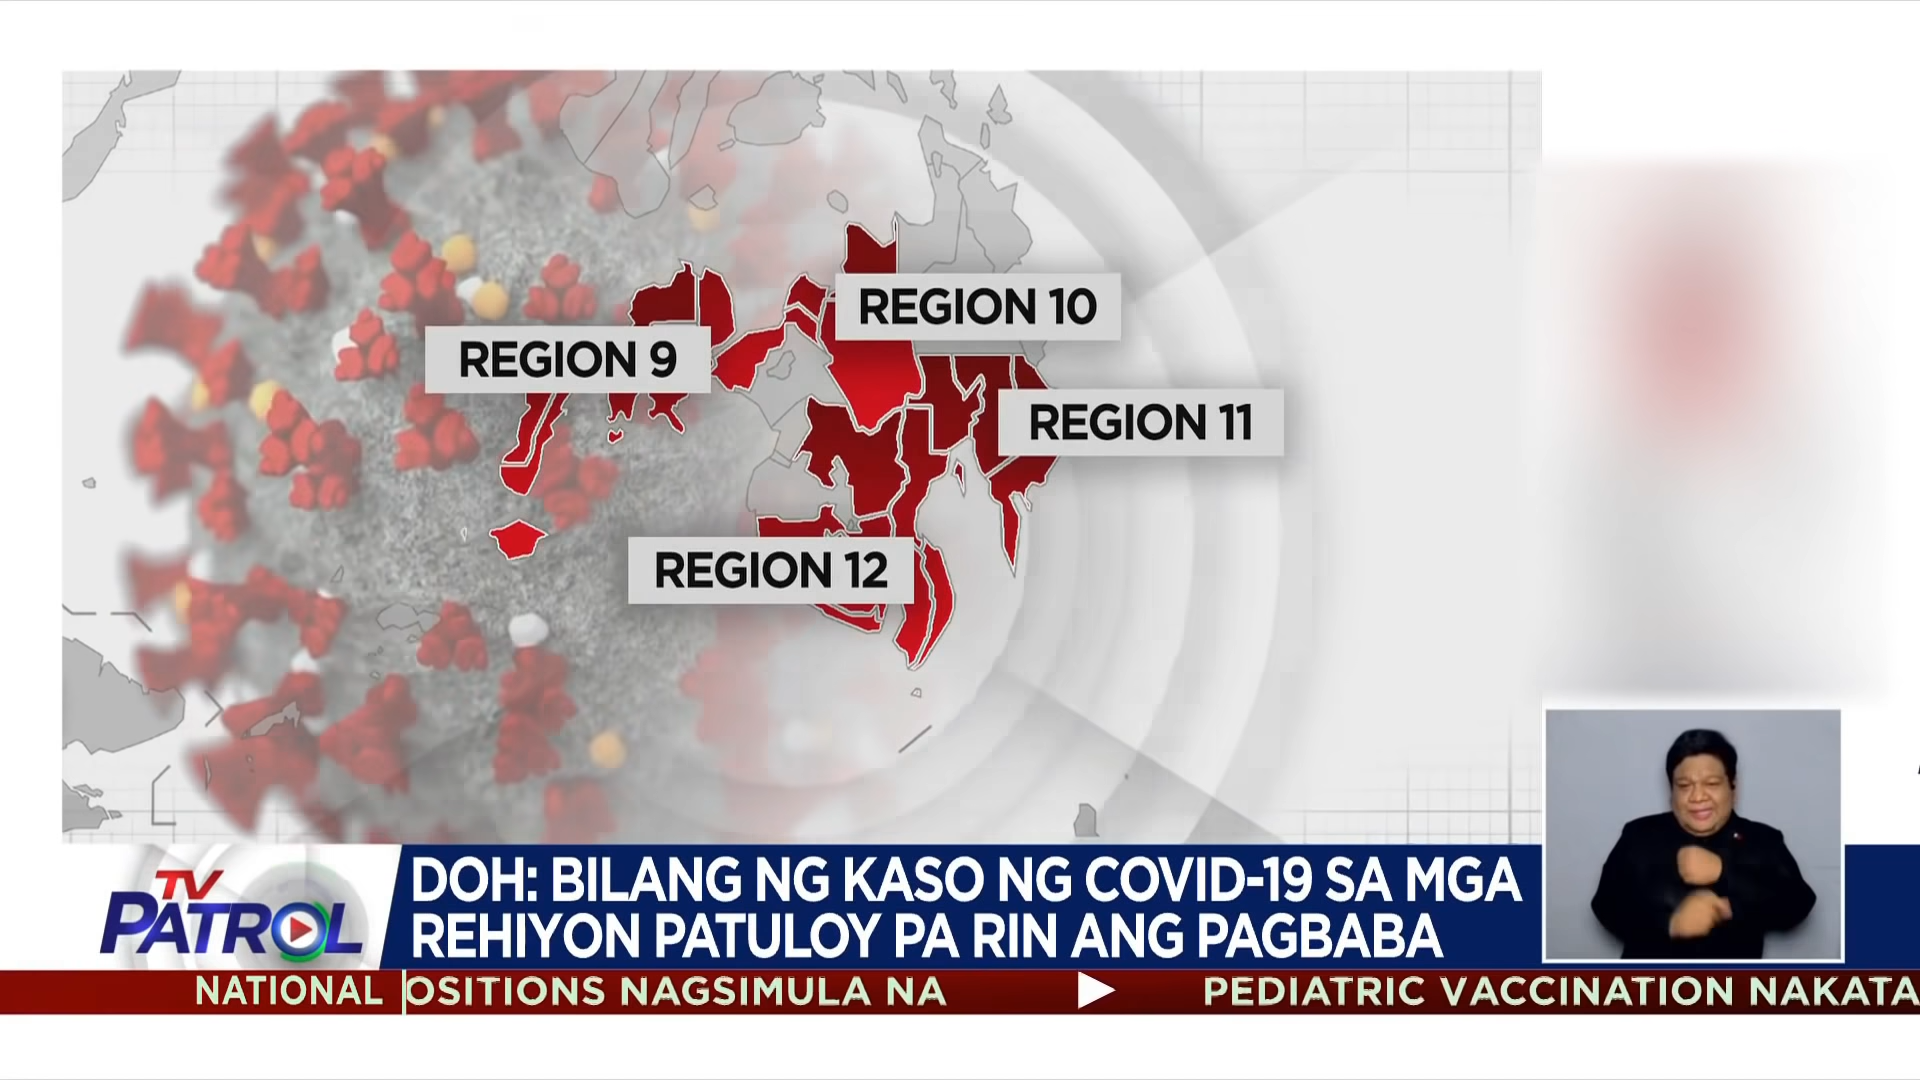 REGION 10
REGION 9
REGION 11
REGION 12
TV
PATROL
DOH: BILANG NG KASO NG COVID-19 SA MGA
REHIYON PATULOY PA RIN ANG PAGBABA
NATIONAL OSITIONS NAGSIMULA NA PEDIATRIC VACCINATION NAKATA